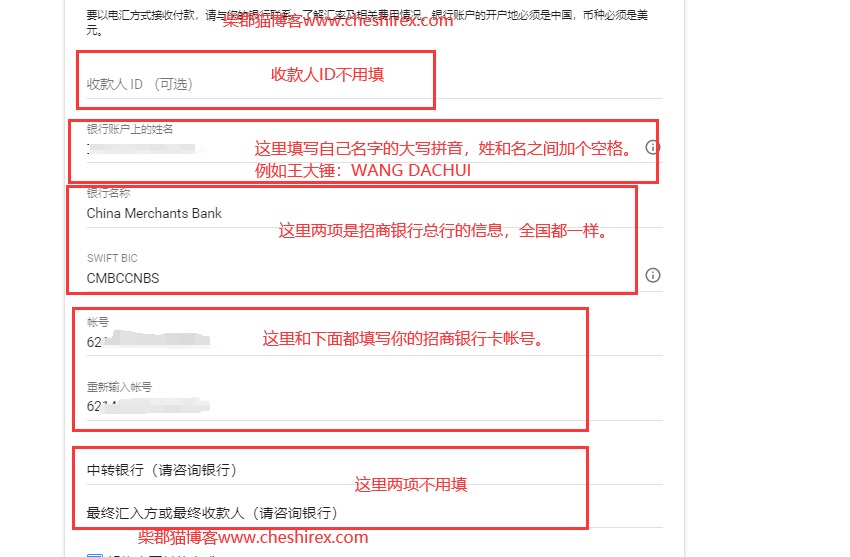 要以电汇方式接收付款，请与你的银行联系，了解汇率及相关费用情况。银行账户的开户地必须是中国，币种必须是美
柴郡猫博客www.cheshirex.com
元。
收款人 ID （可选）
收款人ID不用填
银行账户上的姓名
这里填写自己名字的大写拼音，姓和名之间加个空格。
例如王大锤：WANG DACHUI
银行名称
China Merchants Bank
这里两项是招商银行总行的信息，全国都一样。
SWIFT BIC
CMBCCNBS
帐号
62
这里和下面都填写你的招商银行卡帐号。
重新输入帐号
621
中转银行（请咨询银行）
这里两项不用填
最终汇入方或最终收款人（请咨询银行）
柴郡猫博客www.cheshirex.com